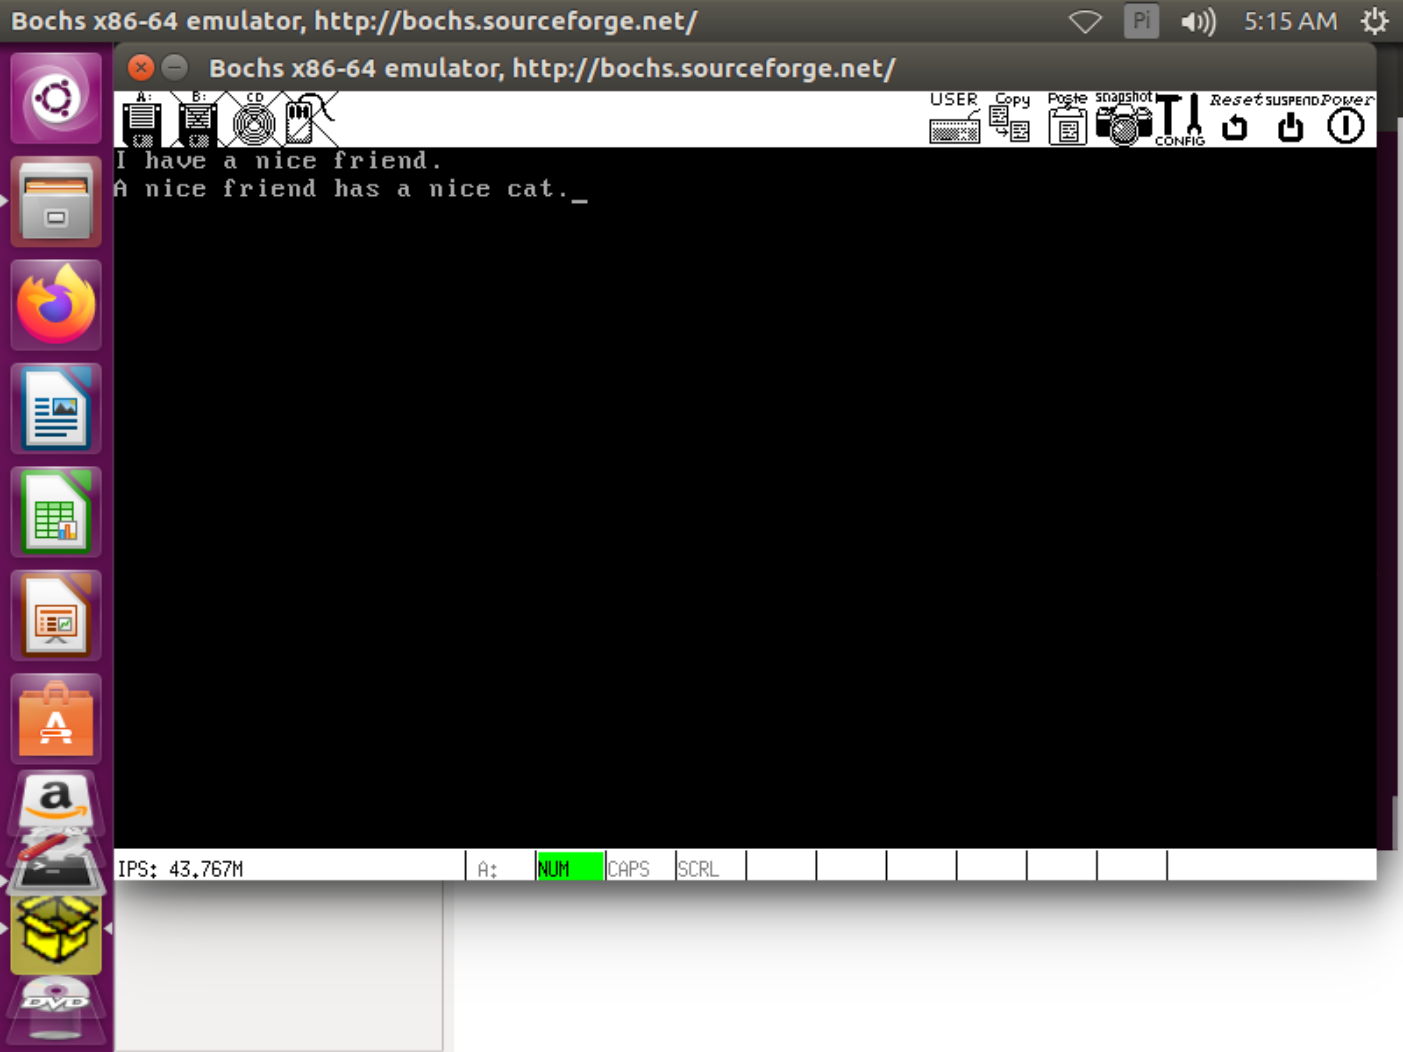 Bochs x86-64 emulator, http://bochs.sourceforge.net/
Pi
5:15 AM
Bochs x86-64 emulator, http://bochs.sourceforge.net/
A:
B:
CD
USER
Copy
Paste
snapshot
CONFIG
Reset
SUSPEND
Power
I have a nice friend.
A nice friend has a nice cat._
IPS: 43.767M
A:
NUM
CAPS
SCRL
A
a
>_
DVD